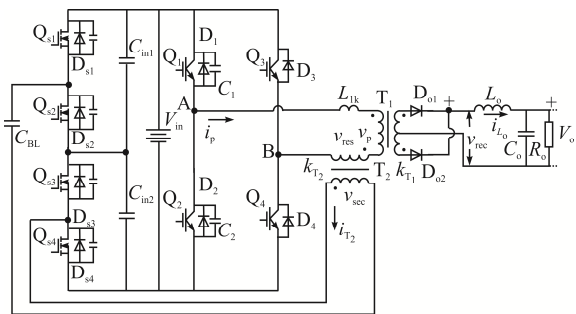 Q_s1
D_s1
C_in1
Q_s2
D_s2
C_BL
C_in2
Q_s3
D_s3
Q_s4
D_s4
V_in
D_1
Q_1
C_1
A
i_p
Q_3
D_3
B
D_2
Q_2
C_2
Q_4
D_4
L_1k
T_1
v_res
v_p
k_T2
T_2
k_T1
v_sec
i_T2
D_o1
D_o2
+
L_o
i_Lo
v_rec
C_o
R_o
+
V_o